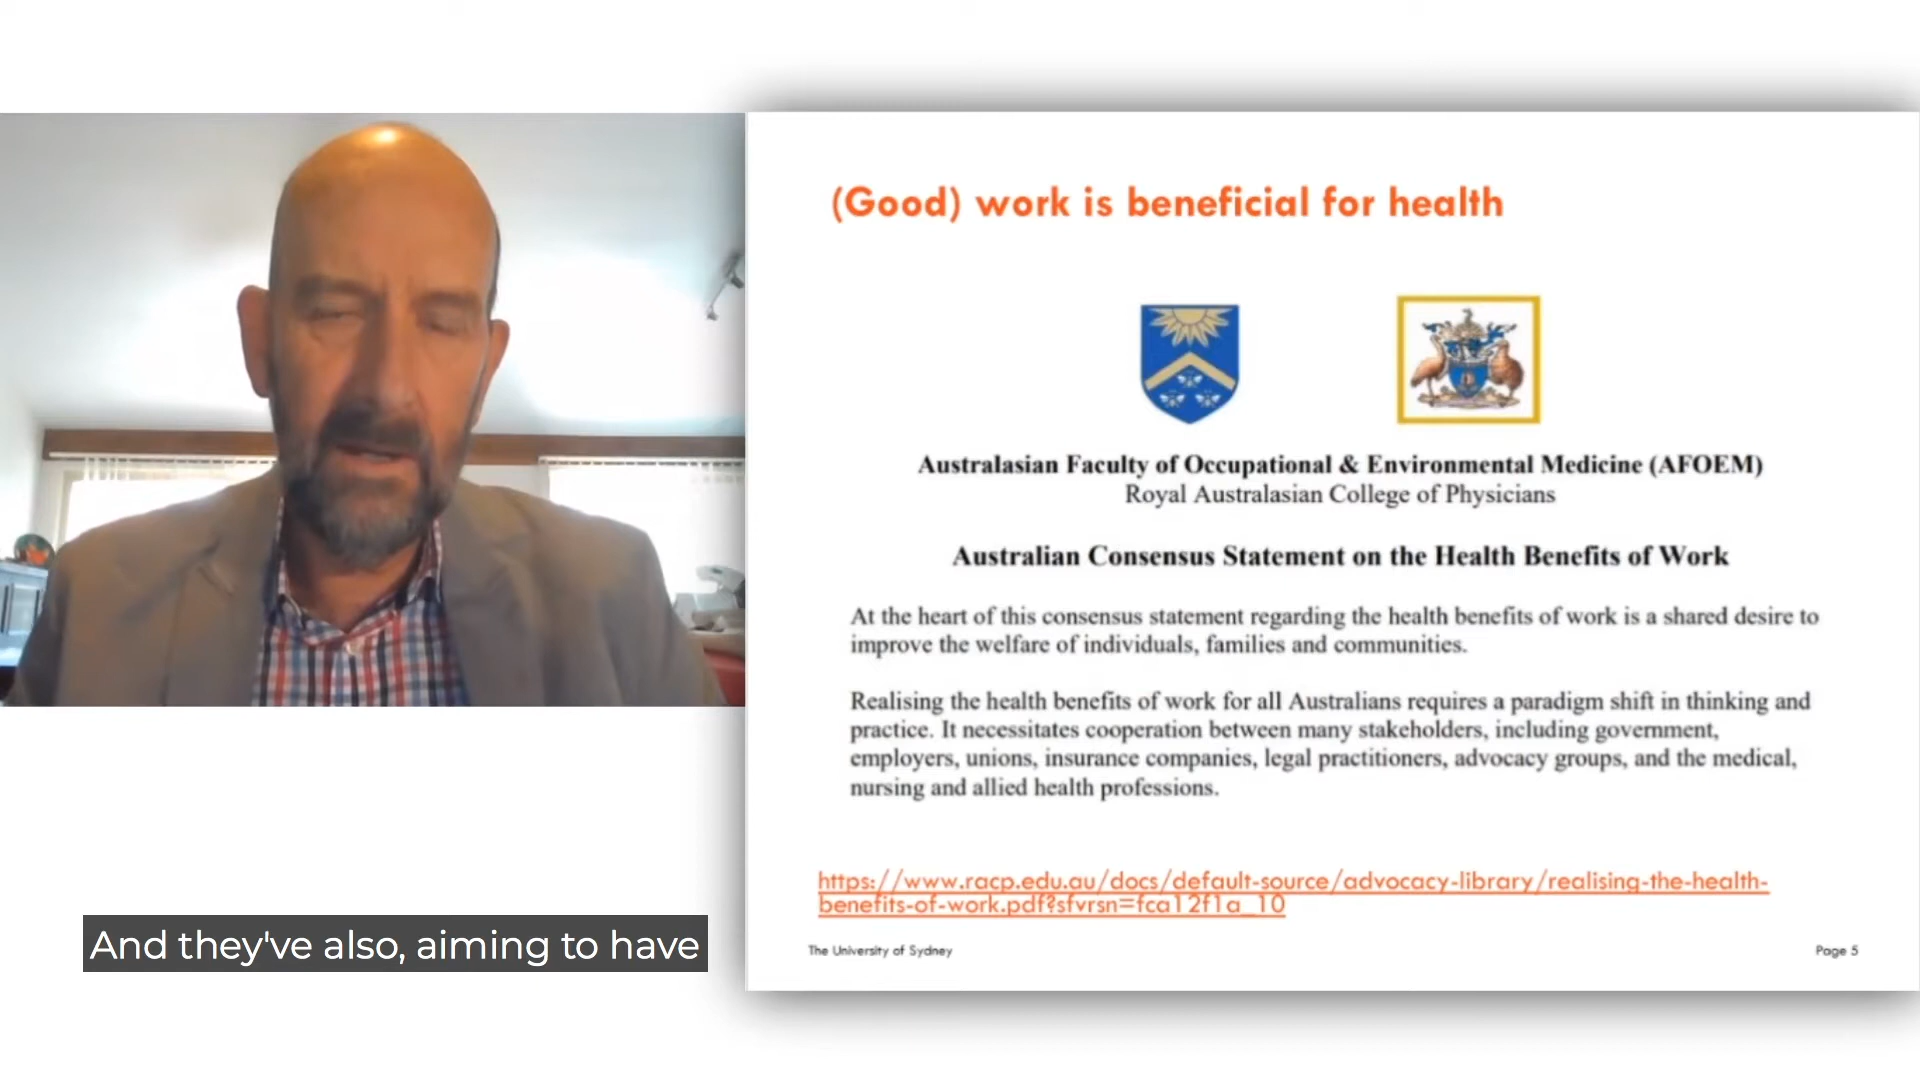 (Good) work is beneficial for health
Australasian Faculty of Occupational & Environmental Medicine (AFOEM)
Royal Australasian College of Physicians
Australian Consensus Statement on the Health Benefits of Work
At the heart of this consensus statement regarding the health benefits of work is a shared desire to
improve the welfare of individuals, families and communities.
Realising the health benefits of work for all Australians requires a paradigm shift in thinking and
practice. It necessitates cooperation between many stakeholders, including government,
employers, unions, insurance companies, legal practitioners, advocacy groups, and the medical,
nursing and allied health professions.
https://www.racp.edu.au/docs/default-source/advocacy-library/realising-the-health-
benefits-of-work.pdf?sfvrsn=fca12f1a_10
The University of Sydney
Page 5
And they've also, aiming to have